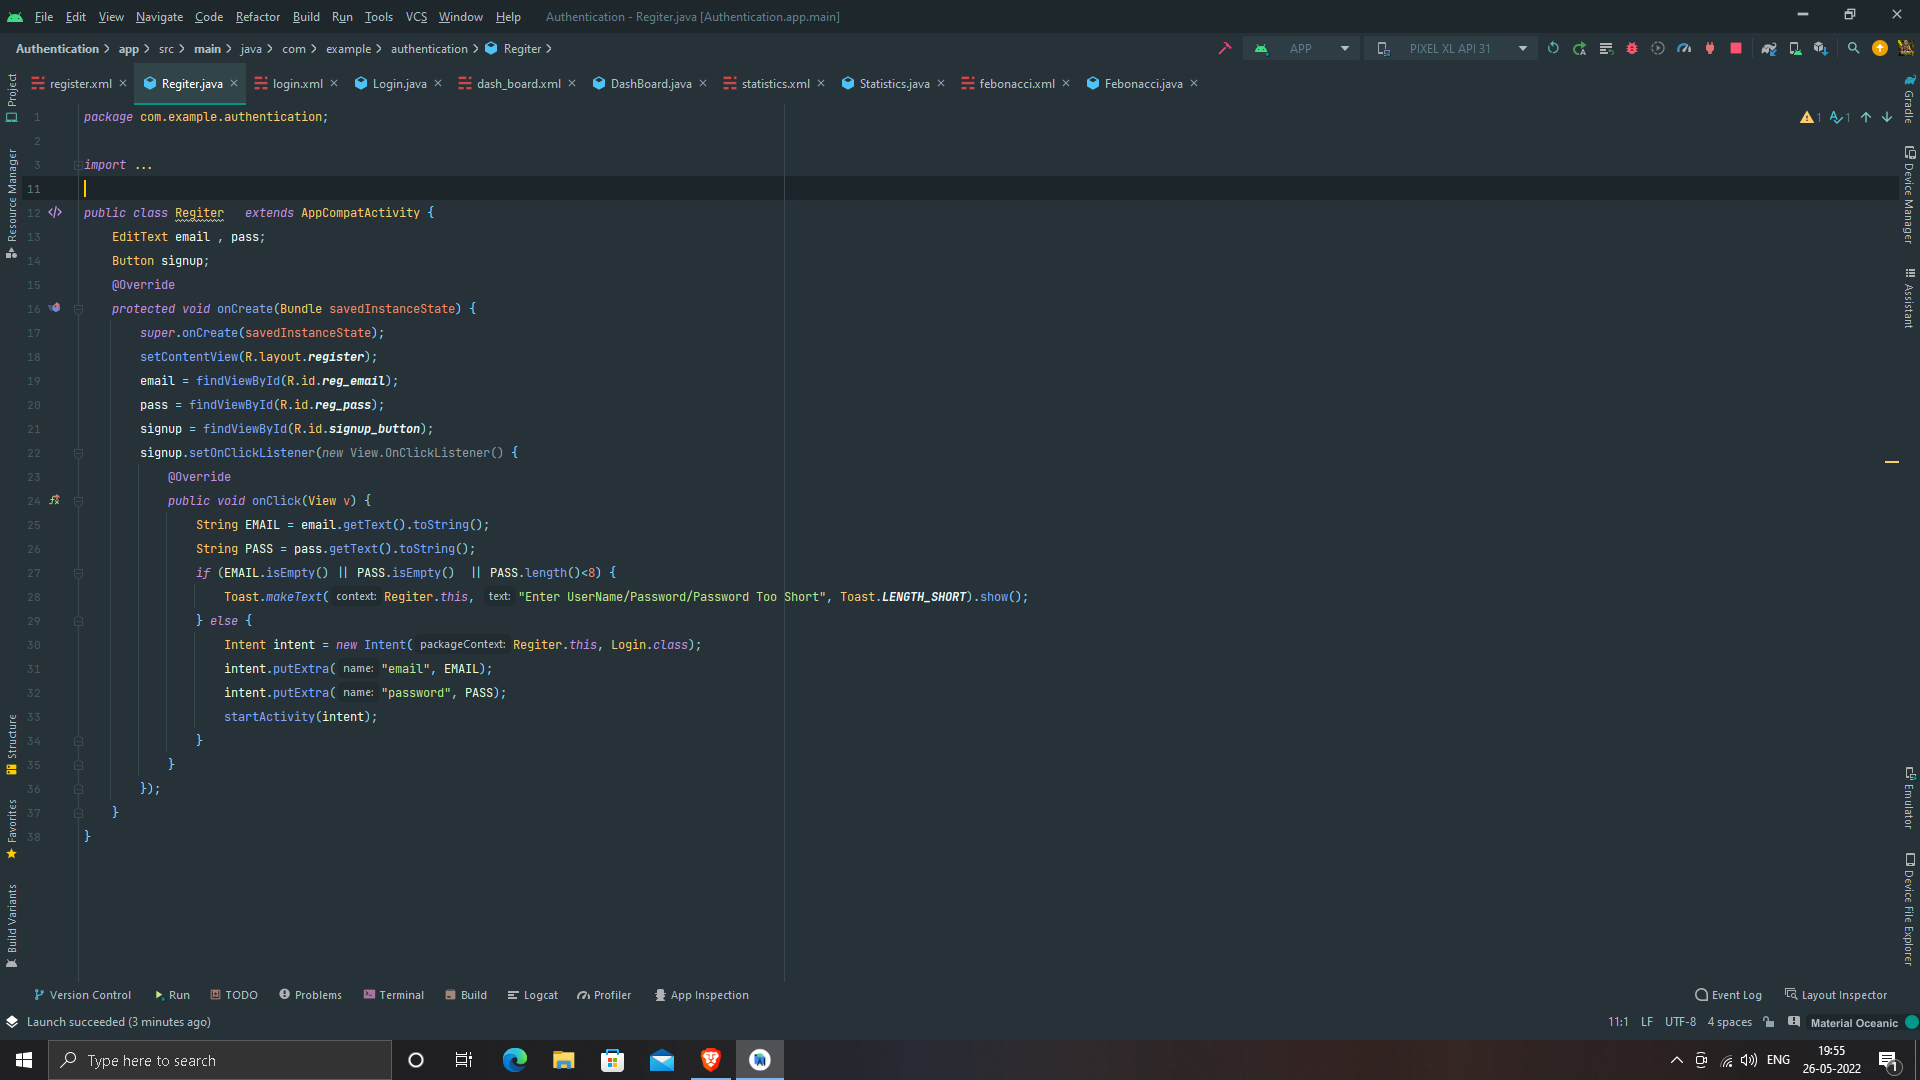 File Edit View Navigate Code Refactor Build Run Tools VCS Window Help Authentication - Regiter.java [Authentication.app.main]
Authentication app src main java com example authentication Regiter APP PIXEL XL API 31
register.xml Regiter.java login.xml Login.java dash_board.xml DashBoard.java statistics.xml Statistics.java febonacci.xml Febonacci.java
Project
Resource Manager
Structure
Favorites
Build Variants
1 package com.example.authentication;
2
3 import ...
11
12 public class Regiter extends AppCompatActivity {
13 EditText email , pass;
14 Button signup;
15 @Override
16 protected void onCreate(Bundle savedInstanceState) {
17 super.onCreate(savedInstanceState);
18 setContentView(R.layout.register);
19 email = findViewById(R.id.reg_email);
20 pass = findViewById(R.id.reg_pass);
21 signup = findViewById(R.id.signup_button);
22 signup.setOnClickListener(new View.OnClickListener() {
23 @Override
24 public void onClick(View v) {
25 String EMAIL = email.getText().toString();
26 String PASS = pass.getText().toString();
27 if (EMAIL.isEmpty() || PASS.isEmpty() || PASS.length()<8) {
28 Toast.makeText( context: Regiter.this, text: "Enter UserName/Password/Password Too Short", Toast.LENGTH_SHORT).show();
29 } else {
30 Intent intent = new Intent( packageContext: Regiter.this, Login.class);
31 intent.putExtra( name: "email", EMAIL);
32 intent.putExtra( name: "password", PASS);
33 startActivity(intent);
34 }
35 }
36 });
37 }
38 }
1 1
Gradle
Device Manager
Assistant
Emulator
Device File Explorer
Version Control Run TODO Problems Terminal Build Logcat Profiler App Inspection Event Log Layout Inspector
Launch succeeded (3 minutes ago) 11:1 LF UTF-8 4 spaces Material Oceanic
Type here to search ENG 19:55
26-05-2022 1